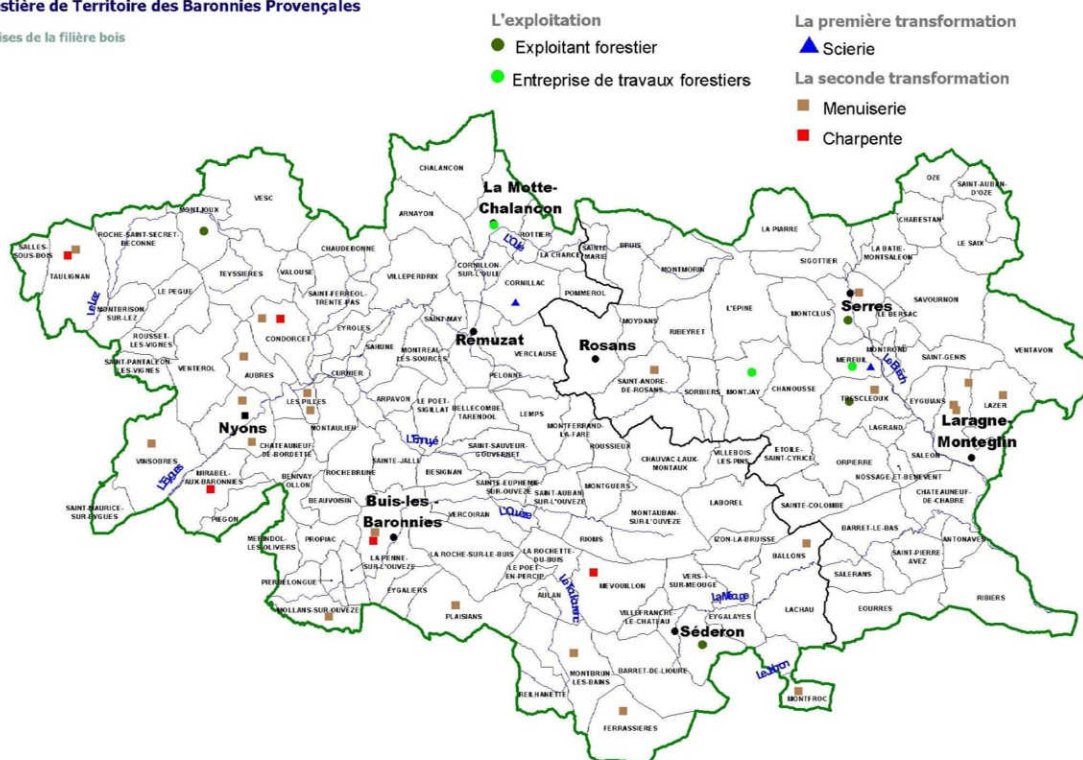 estière de Territoire des Baronnies Provençales
ises de la filière bois
L'exploitation
Exploitant forestier
Entreprise de travaux forestiers
La première transformation
Scierie
La seconde transformation
Menuiserie
Charpente
OZE
SAINT-AUBAN-
D'OZE
CHALANCON
VESC
La Motte-
Chalancon
MONTJOUX
ARNAYON
CHABESTAN
LA PIARRE
ROCHE-SAINT-SECRET-
BECONNE
SALLES-
SOUS-BOIS
TAULIGNAN
CHAUDEBONNE
ROTTIER
L'Oule
LA CHARCE
SAINTE-
MARIE
BRUIS
LA BATIE-
MONTSALEON
LE SAIX
SIGOTTIER
TEYSSIERES
VALOUSE
VILLEPERDRIX
CORNILLON-
SUR-L'OULE
MONTMORIN
LE PEGUE
SAINT-FERREOL-
TRENTE-PAS
CORNILLAC
POMMEROL
SAVOURNON
Le Lez
MONTBRISON
SUR-LEZ
Serres
LE BERSAC
L'EPINE
MONTCLUS
SAINT-MAY
MOYDANS
RIBEYRET
EYROLES
CONDORCET
ROUSSET-
LES-VIGNES
SAHUNE
MONTREAL-
LES-SOURCES
Rémuzat
VERCLAUSE
Rosans
SAINT-PANTALEON-
LES-VIGNES
VENTEROL
AUBRES
CURNIER
PELONNE
MEREUIL
MONTROND
Le Buëch
SAINT-GENIS
VENTAVON
SAINT-ANDRE-
DE-ROSANS
SORBIERS
MONTJAY
CHANOUSSE
TRESCLEOUX
EYGUIANS
LAZER
LES PILLES
ARPAVON
LE POET-
SIGILLAT
BELLECOMBE-
TARENDOL
LEMPS
Nyons
MONTAULIEU
L'Ennuyé
MONTFERRAND-
LA-FARE
ROUSSIEUX
LAGRAND
Laragne-
Monteglin
CHATEAUNEUF-
DE-BORDETTE
SAINT-SAUVEUR-
GOUVERNET
VINSOBRES
L'Eygues
MIRABEL-
AUX-BARONNIES
BENIVAY
OLLON
ROCHEBRUNE
SAINTE-JALLE
BESIGNAN
CHAUVAC-LAUX-
MONTAUX
VILLEBOIS-
LES-PINS
ETOILE-
SAINT-CYRICE
ORPIERRE
SALEON
NOSSAGE-ET-BENEVENT
SAINT-MAURICE-
SUR-EYGUES
PIEGON
BEAUVOISIN
Buis-les -
Baronnies
SAINTE-EUPHEMIE-
SUR-OUVEZE
SAINT-AUBAN-
SUR-L'OUVEZE
MONTGUERS
LABOREL
SAINTE-COLOMBE
CHATEAUNEUF-
DE-CHABRE
VERCOIRAN
L'Ouvèze
MONTAUBAN-
SUR-L'OUVEZE
MERINDOL-
LES-OLIVERS
PROPIAC
RIOMS
IZON-LA-BRUISSE
BARRET-LE-BAS
ANTONAVES
LA PENNE-
SUR-L'OUVEZE
LA ROCHE-SUR-LE-BUIS
LA ROCHETTE-
DU-BUIS
LE POET-
EN-PERCIP
BALLONS
SAINT-PIERRE-
AVEZ
SALERANS
PIERRELONGUE
EYGALIERS
AULAN
Le Toulourenc
MEVOUILLON
VERS-
SUR-MEOUGE
La Méouge
RIBIERS
MOLLANS-SUR-OUVEZE
PLAISIANS
VILLEFRANCHE-
LE-CHATEAU
EYGALAYES
LACHAU
EOURRES
Séderon
MONTBRUN-
LES-BAINS
BARRET-DE-LIOURE
Le Jabron
REILHANETTE
MONTFROC
FERRASSIERES